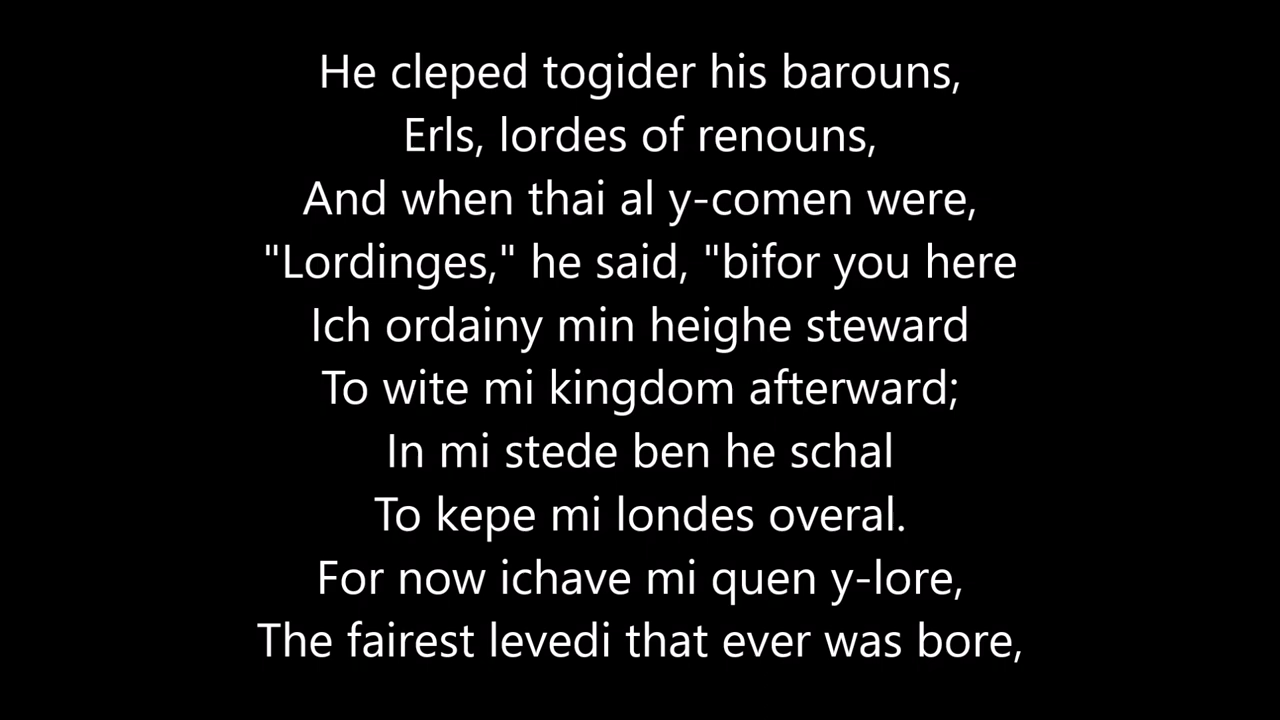 He cleped togider his barouns,
Erls, lordes of renouns,
And when thai al y-comen were,
"Lordinges," he said, "bifor you here
Ich ordainy min heighe steward
To wite mi kingdom afterward;
In mi stede ben he schal
To kepe mi londes overal.
For now ichave mi quen y-lore,
The fairest levedi that ever was bore,